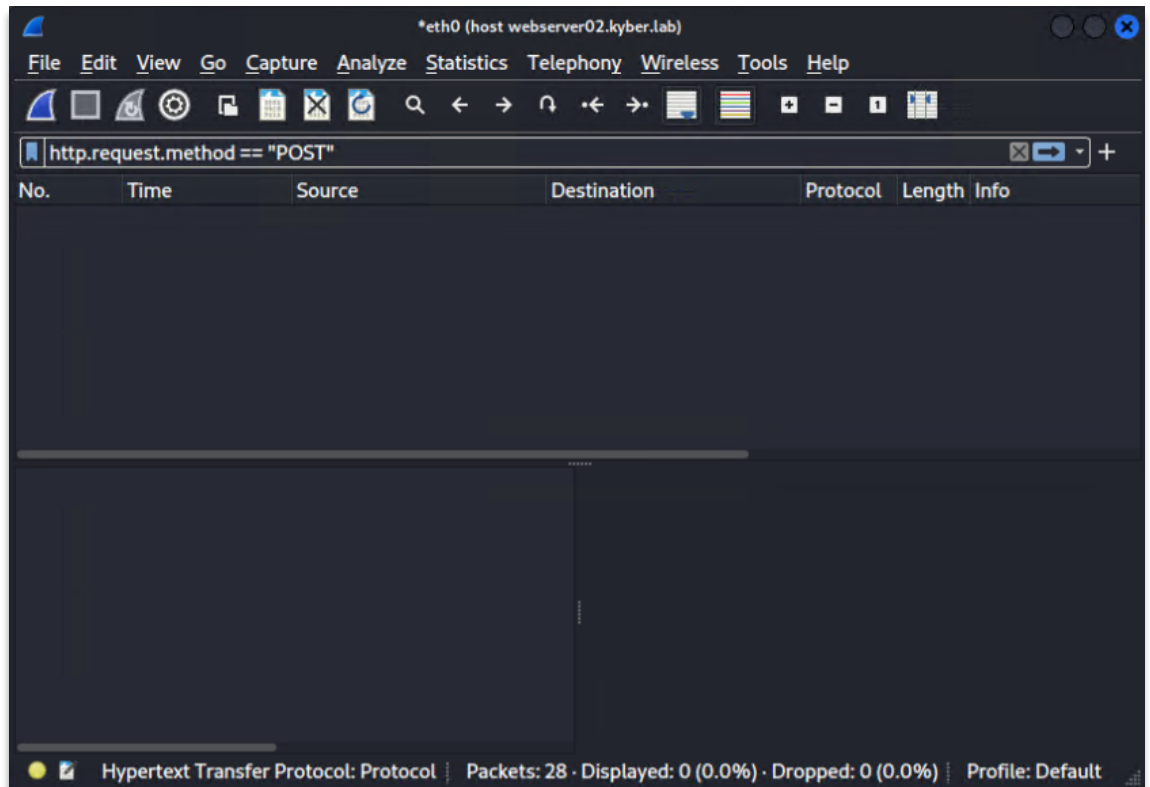 *eth0 (host webserver02.kyber.lab)
File Edit View Go Capture Analyze Statistics Telephony Wireless Tools Help
http.request.method == "POST"
No. Time Source Destination Protocol Length Info
Hypertext Transfer Protocol: Protocol Packets: 28 · Displayed: 0 (0.0%) · Dropped: 0 (0.0%) Profile: Default